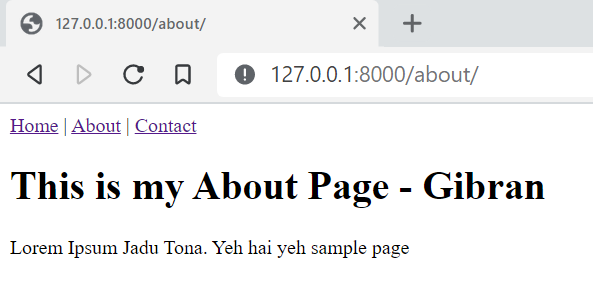 127.0.0.1:8000/about/
127.0.0.1:8000/about/
Home | About | Contact
This is my About Page - Gibran
Lorem Ipsum Jadu Tona. Yeh hai yeh sample page